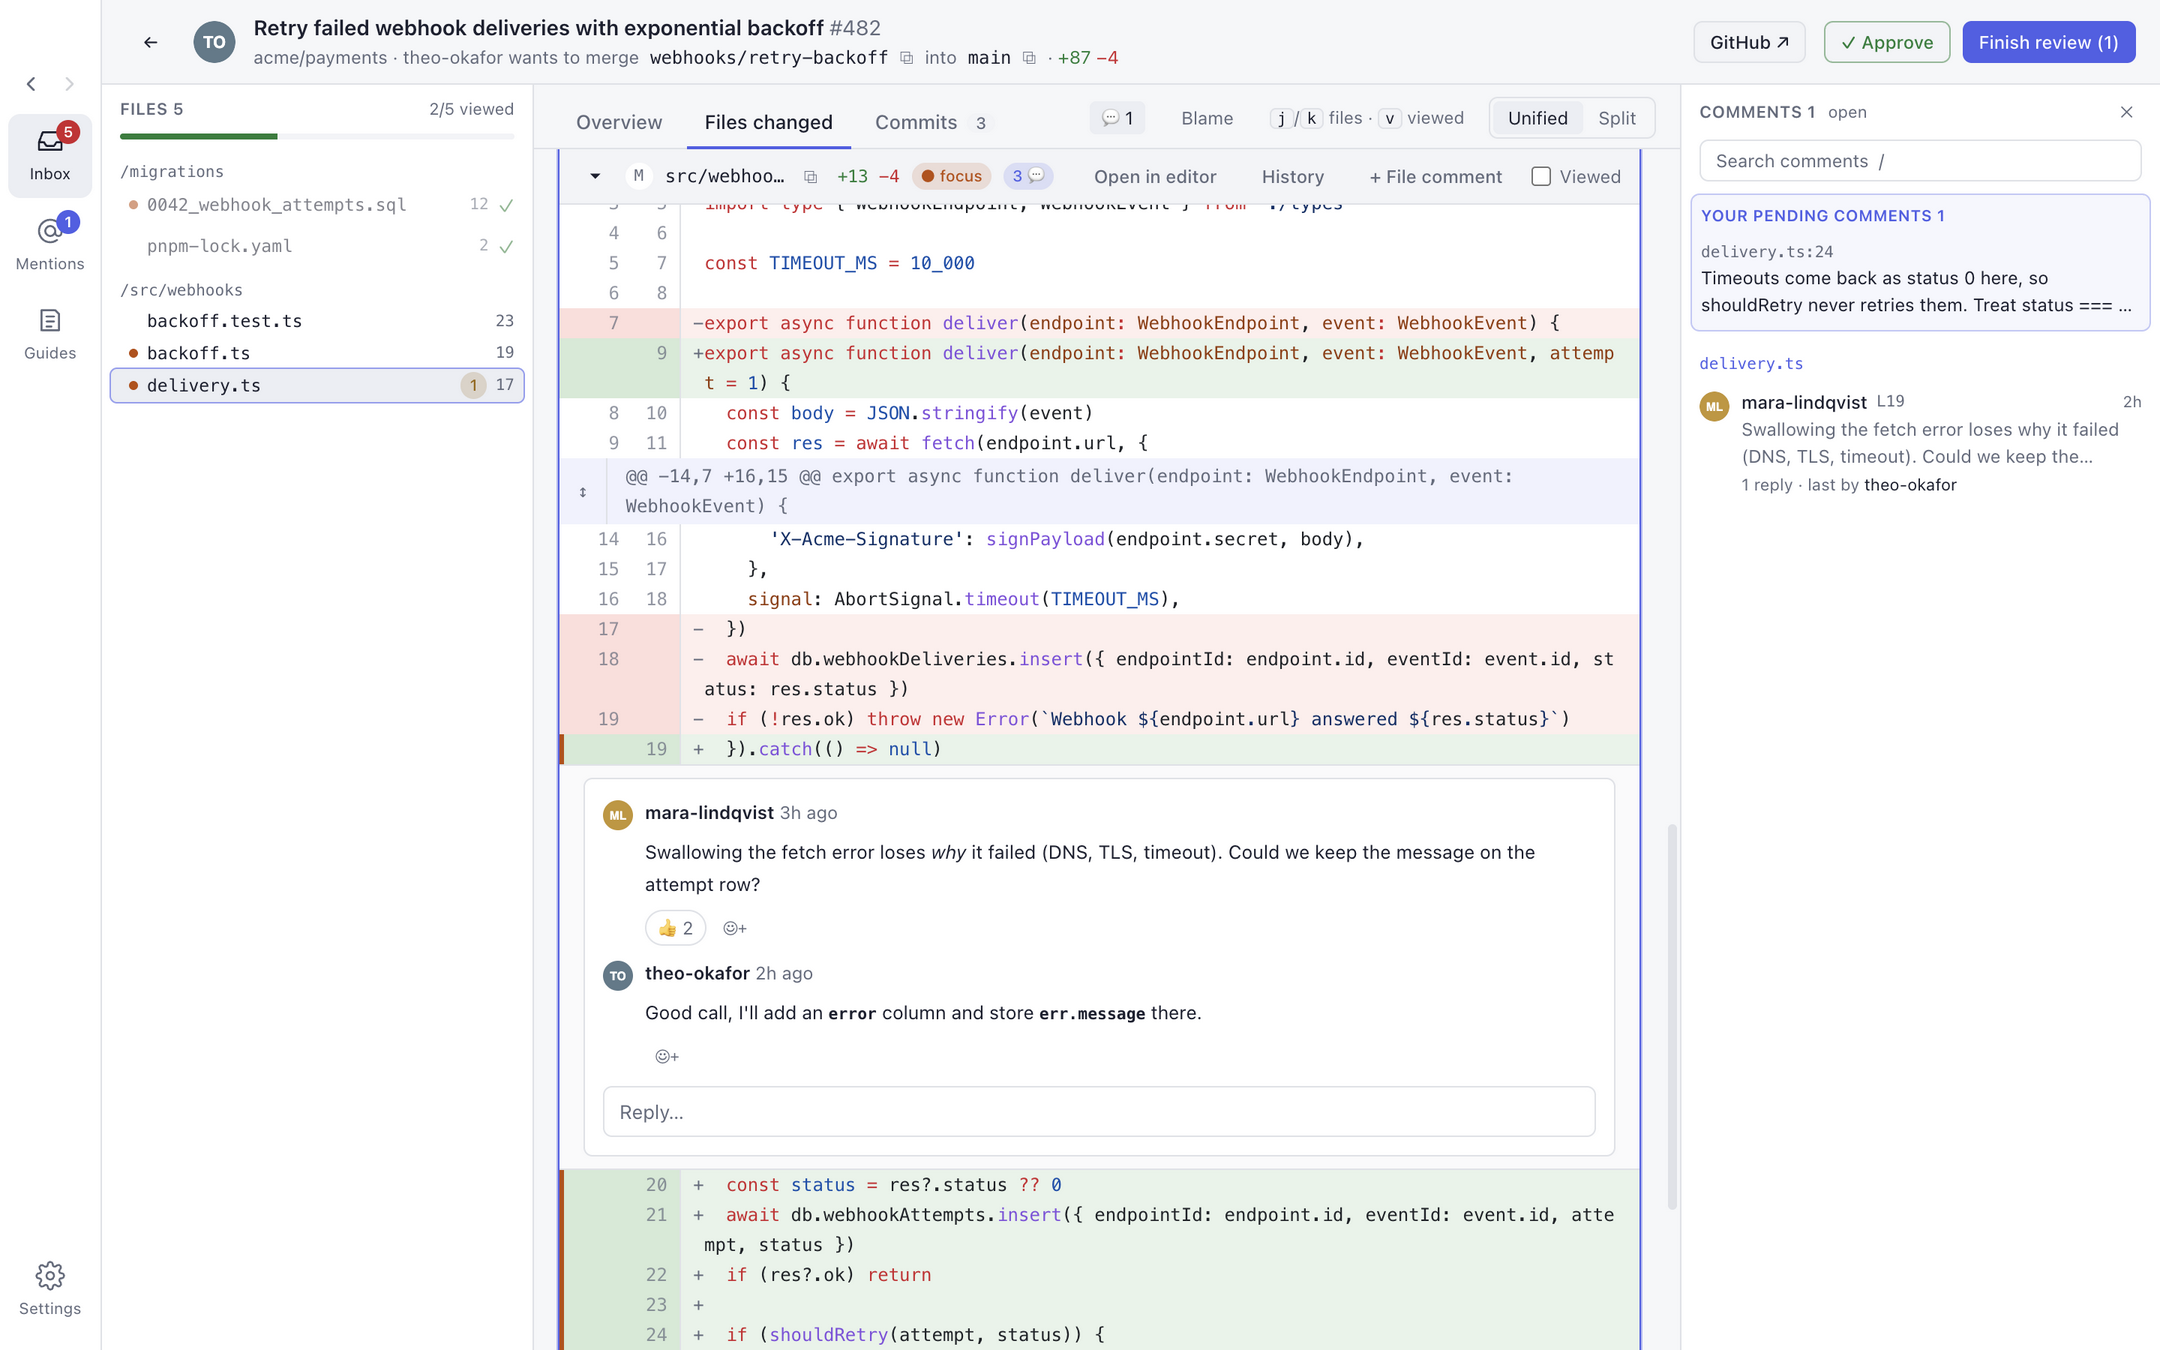 TO
Retry failed webhook deliveries with exponential backoff #482
acme/payments · theo-okafor wants to merge webhooks/retry-backoff into main · +87 −4
GitHub ↗
✓ Approve
Finish review (1)
5
Inbox
1
Mentions
Guides
Settings
FILES 5
2/5 viewed
/migrations
0042_webhook_attempts.sql 12 ✓
pnpm-lock.yaml 2 ✓
/src/webhooks
backoff.test.ts 23
backoff.ts 19
delivery.ts 1 17
Overview
Files changed
Commits 3
💬 1
Blame
j/k files · v viewed
Unified
Split
M src/webhoo… +13 −4 focus 3 💬 Open in editor History + File comment Viewed
3 5 import type { WebhookEndpoint, WebhookEvent } from './types'
4 6
5 7 const TIMEOUT_MS = 10_000
6 8
7 −export async function deliver(endpoint: WebhookEndpoint, event: WebhookEvent) {
9 +export async function deliver(endpoint: WebhookEndpoint, event: WebhookEvent, attemp
t = 1) {
8 10 const body = JSON.stringify(event)
9 11 const res = await fetch(endpoint.url, {
@@ −14,7 +16,15 @@ export async function deliver(endpoint: WebhookEndpoint, event:
WebhookEvent) {
14 16 'X-Acme-Signature': signPayload(endpoint.secret, body),
15 17 },
16 18 signal: AbortSignal.timeout(TIMEOUT_MS),
17 − })
18 − await db.webhookDeliveries.insert({ endpointId: endpoint.id, eventId: event.id, st
atus: res.status })
19 − if (!res.ok) throw new Error(`Webhook ${endpoint.url} answered ${res.status}`)
19 + }).catch(() => null)
ML mara-lindqvist 3h ago
Swallowing the fetch error loses why it failed (DNS, TLS, timeout). Could we keep the message on the
attempt row?
👍 2
TO theo-okafor 2h ago
Good call, I'll add an error column and store err.message there.
Reply...
20 + const status = res?.status ?? 0
21 + await db.webhookAttempts.insert({ endpointId: endpoint.id, eventId: event.id, atte
mpt, status })
22 + if (res?.ok) return
23 +
24 + if (shouldRetry(attempt, status)) {
COMMENTS 1 open
Search comments /
YOUR PENDING COMMENTS 1
delivery.ts:24
Timeouts come back as status 0 here, so
shouldRetry never retries them. Treat status === …
delivery.ts
ML mara-lindqvist L19 2h
Swallowing the fetch error loses why it failed
(DNS, TLS, timeout). Could we keep the…
1 reply · last by theo-okafor